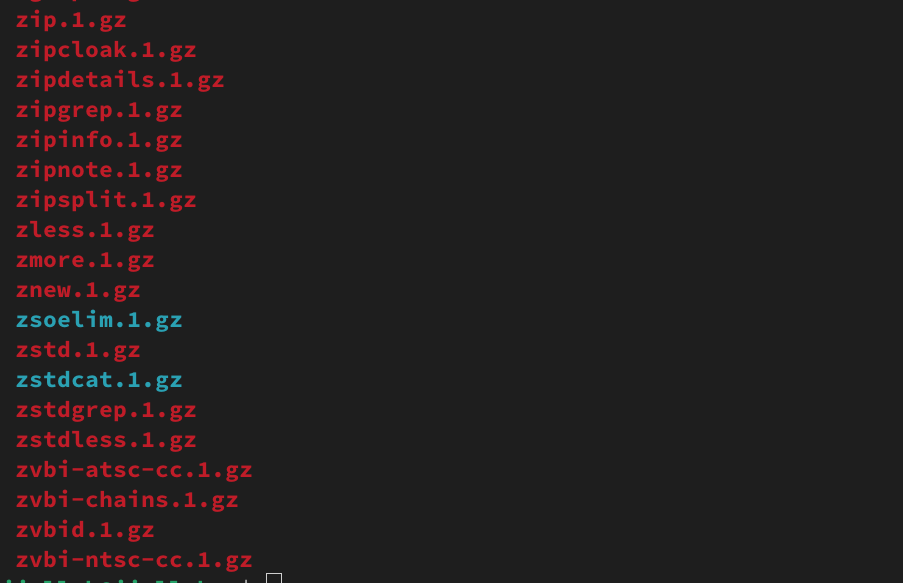 zip.1.gz
zipcloak.1.gz
zipdetails.1.gz
zipgrep.1.gz
zipinfo.1.gz
zipnote.1.gz
zipsplit.1.gz
zless.1.gz
zmore.1.gz
znew.1.gz
zsoelim.1.gz
zstd.1.gz
zstdcat.1.gz
zstdgrep.1.gz
zstdless.1.gz
zvbi-atsc-cc.1.gz
zvbi-chains.1.gz
zvbid.1.gz
zvbi-ntsc-cc.1.gz